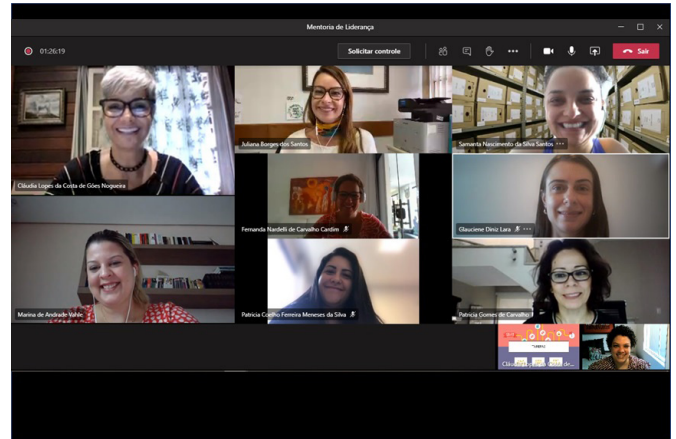 Mentoria de Liderança
01:26:19
Solicitar controle
Sair
Cláudia Lopes da Costa de Góes Nogueira
Juliana Borges dos Santos
Samanta Nascimento da Silva Santos
Fernanda Nardelli de Carvalho Cardim
Glauciene Diniz Lara
Marina de Andrade Vahle
Patricia Coelho Ferreira Meneses da Silva
Patricia Gomes de Carvalho